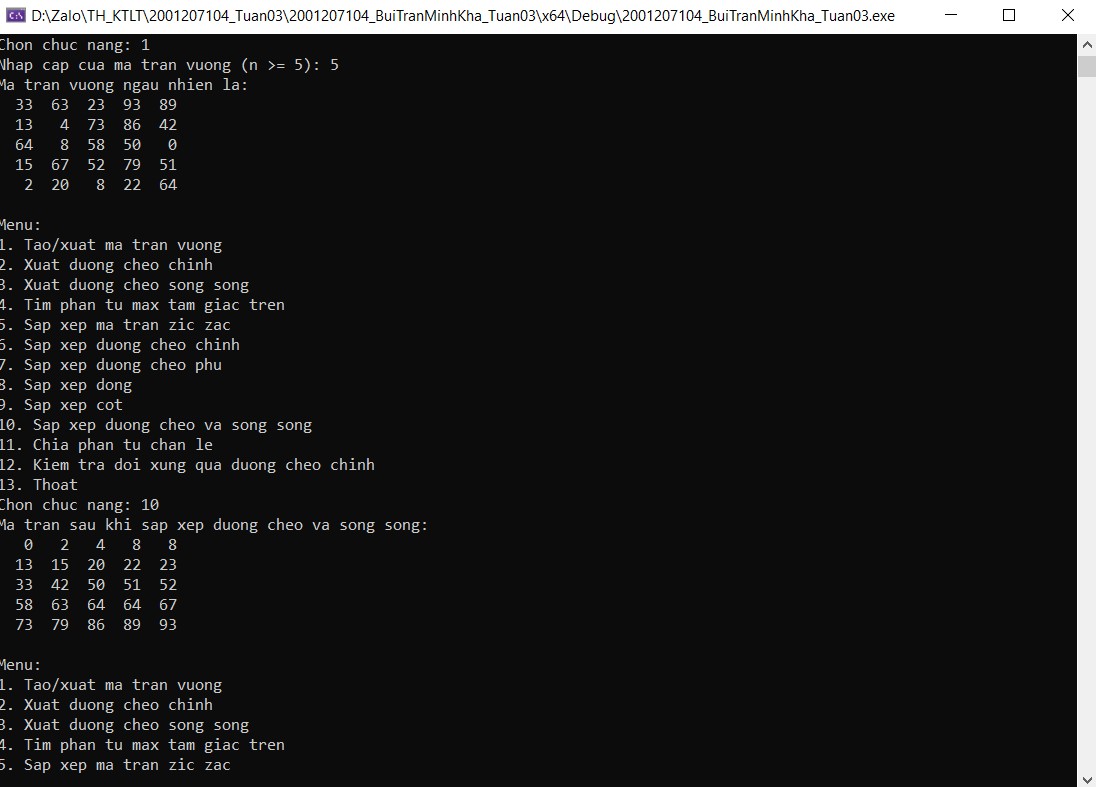 D:\Zalo\TH_KTLT\2001207104_Tuan03\2001207104_BuiTranMinhKha_Tuan03\x64\Debug\2001207104_BuiTranMinhKha_Tuan03.exe
Chon chuc nang: 1
Nhap cap cua ma tran vuong (n >= 5): 5
Ma tran vuong ngau nhien la:
33 63 23 93 89
13 4 73 86 42
64 8 58 50 0
15 67 52 79 51
2 20 8 22 64
Menu:
1. Tao/xuat ma tran vuong
2. Xuat duong cheo chinh
3. Xuat duong cheo song song
4. Tim phan tu max tam giac tren
5. Sap xep ma tran zic zac
6. Sap xep duong cheo chinh
7. Sap xep duong cheo phu
8. Sap xep dong
9. Sap xep cot
10. Sap xep duong cheo va song song
11. Chia phan tu chan le
12. Kiem tra doi xung qua duong cheo chinh
13. Thoat
Chon chuc nang: 10
Ma tran sau khi sap xep duong cheo va song song:
0 2 4 8 8
13 15 20 22 23
33 42 50 51 52
58 63 64 64 67
73 79 86 89 93
Menu:
1. Tao/xuat ma tran vuong
2. Xuat duong cheo chinh
3. Xuat duong cheo song song
4. Tim phan tu max tam giac tren
5. Sap xep ma tran zic zac